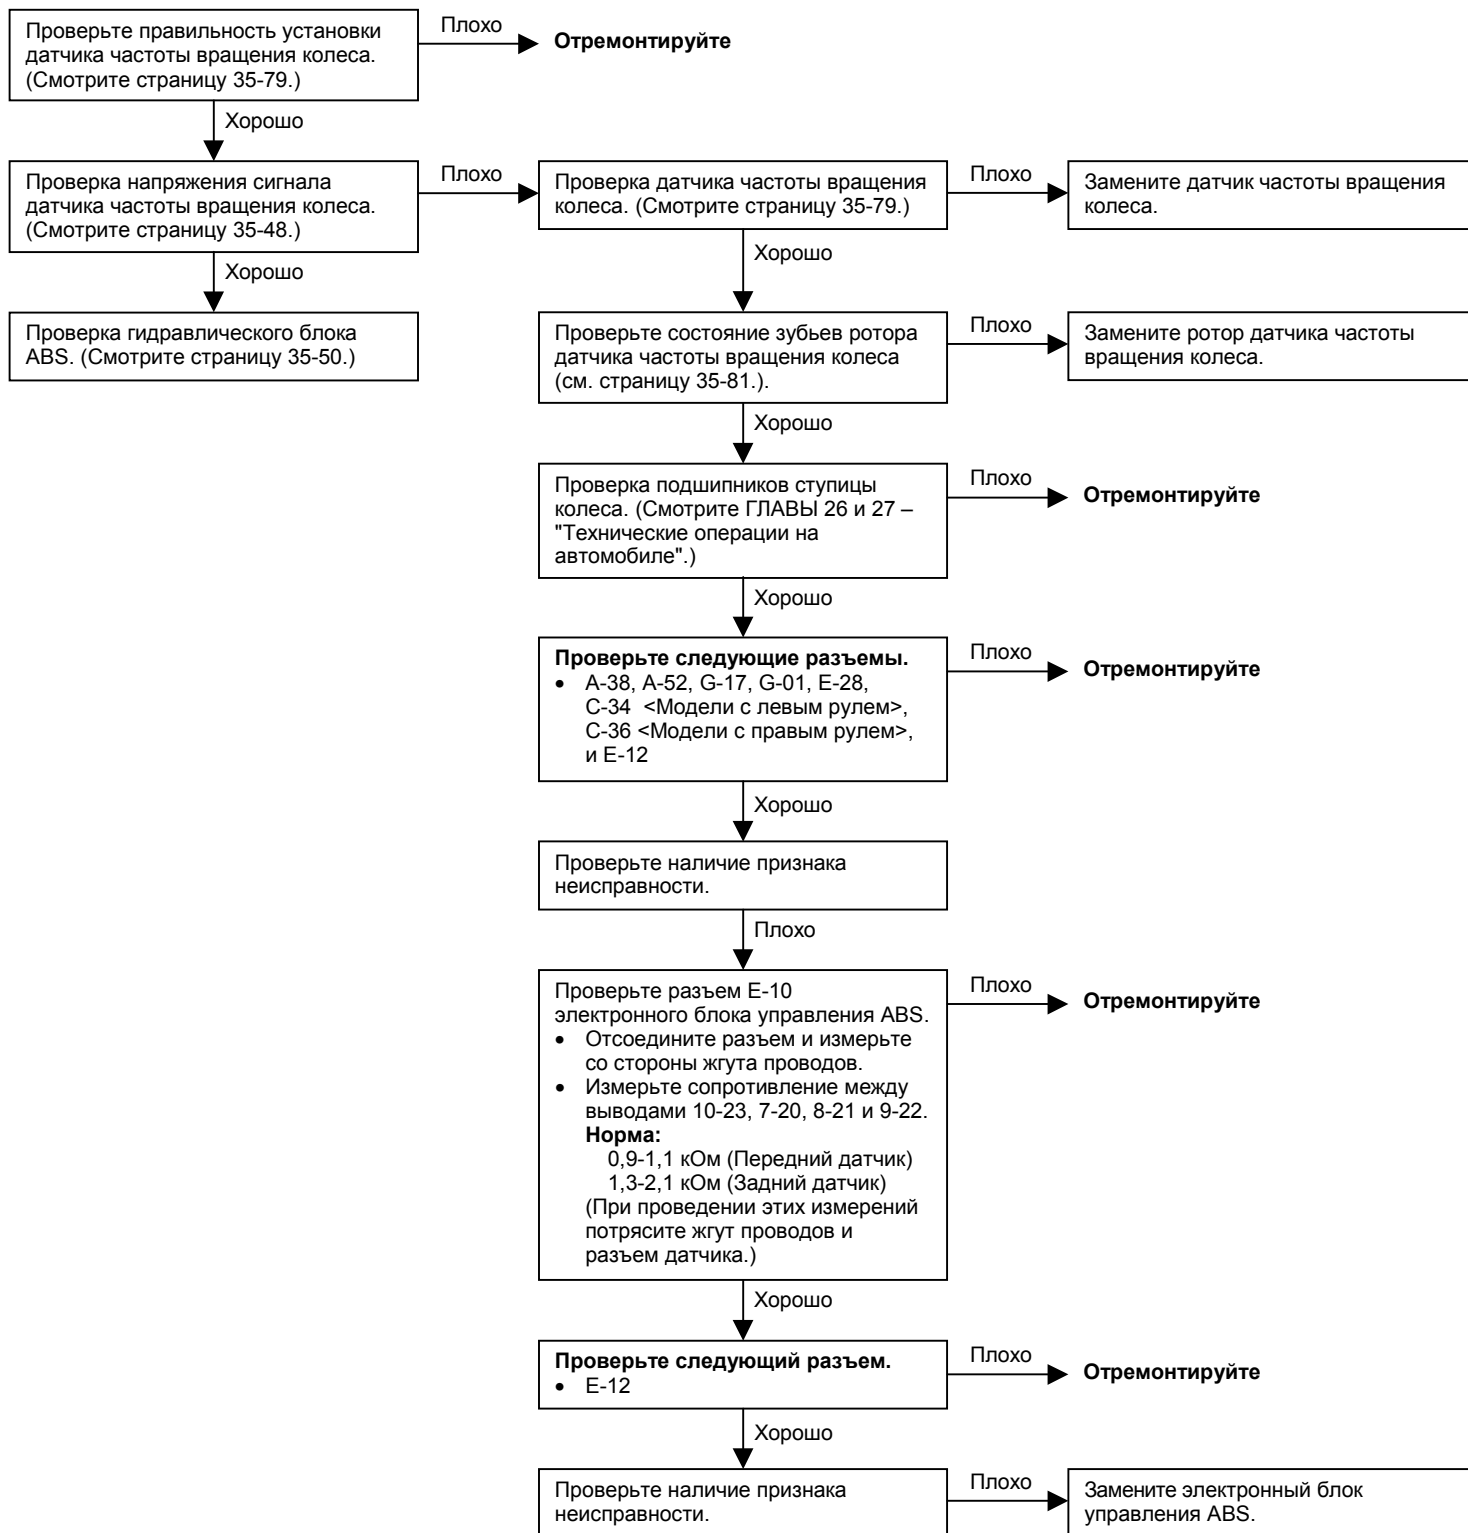 Проверьте правильность установки
датчика частоты вращения колеса.
(Смотрите страницу 35-79.)
Плохо
Отремонтируйте
Хорошо
Проверка напряжения сигнала
датчика частоты вращения колеса.
(Смотрите страницу 35-48.)
Плохо
Проверка датчика частоты вращения
колеса. (Смотрите страницу 35-79.)
Плохо
Замените датчик частоты вращения
колеса.
Хорошо
Хорошо
Проверка гидравлического блока
ABS. (Смотрите страницу 35-50.)
Проверьте состояние зубьев ротора
датчика частоты вращения колеса
(см. страницу 35-81.).
Плохо
Замените ротор датчика частоты
вращения колеса.
Хорошо
Проверка подшипников ступицы
колеса. (Смотрите ГЛАВЫ 26 и 27 –
"Технические операции на
автомобиле".)
Плохо
Отремонтируйте
Хорошо
Проверьте следующие разъемы.
• A-38, A-52, G-17, G-01, E-28,
C-34 <Модели с левым рулем>,
C-36 <Модели с правым рулем>,
и E-12
Плохо
Отремонтируйте
Хорошо
Проверьте наличие признака
неисправности.
Плохо
Проверьте разъем E-10
электронного блока управления ABS.
• Отсоедините разъем и измерьте
со стороны жгута проводов.
• Измерьте сопротивление между
выводами 10-23, 7-20, 8-21 и 9-22.
Норма:
0,9-1,1 кОм (Передний датчик)
1,3-2,1 кОм (Задний датчик)
(При проведении этих измерений
потрясите жгут проводов и
разъем датчика.)
Плохо
Отремонтируйте
Хорошо
Проверьте следующий разъем.
• E-12
Плохо
Отремонтируйте
Хорошо
Проверьте наличие признака
неисправности.
Плохо
Замените электронный блок
управления ABS.